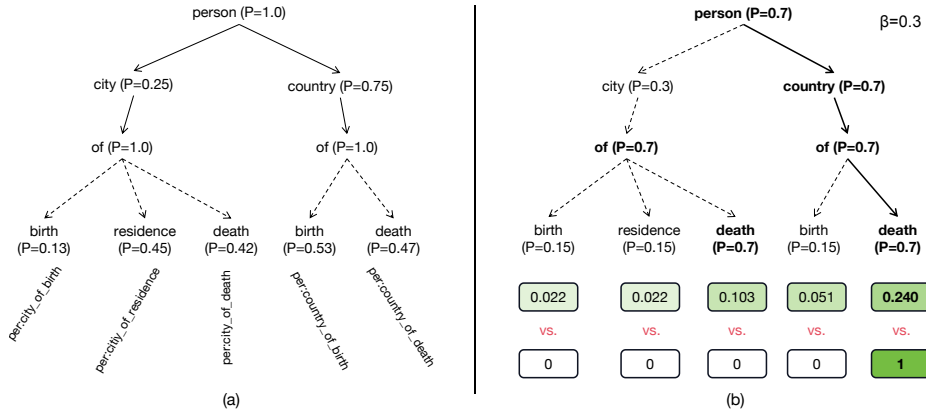 person (P=1.0)
city (P=0.25)
country (P=0.75)
of (P=1.0)
of (P=1.0)
birth
(P=0.13)
residence
(P=0.45)
death
(P=0.42)
birth
(P=0.53)
death
(P=0.47)
per:city_of_birth
per:city_of_residence
per:city_of_death
per:country_of_birth
per:country_of_death
(a)
person (P=0.7)
β=0.3
city (P=0.3)
country (P=0.7)
of (P=0.7)
of (P=0.7)
birth
(P=0.15)
residence
(P=0.15)
death
(P=0.7)
birth
(P=0.15)
death
(P=0.7)
0.022
0.022
0.103
0.051
0.240
vs.
vs.
vs.
vs.
vs.
0
0
0
0
1
(b)